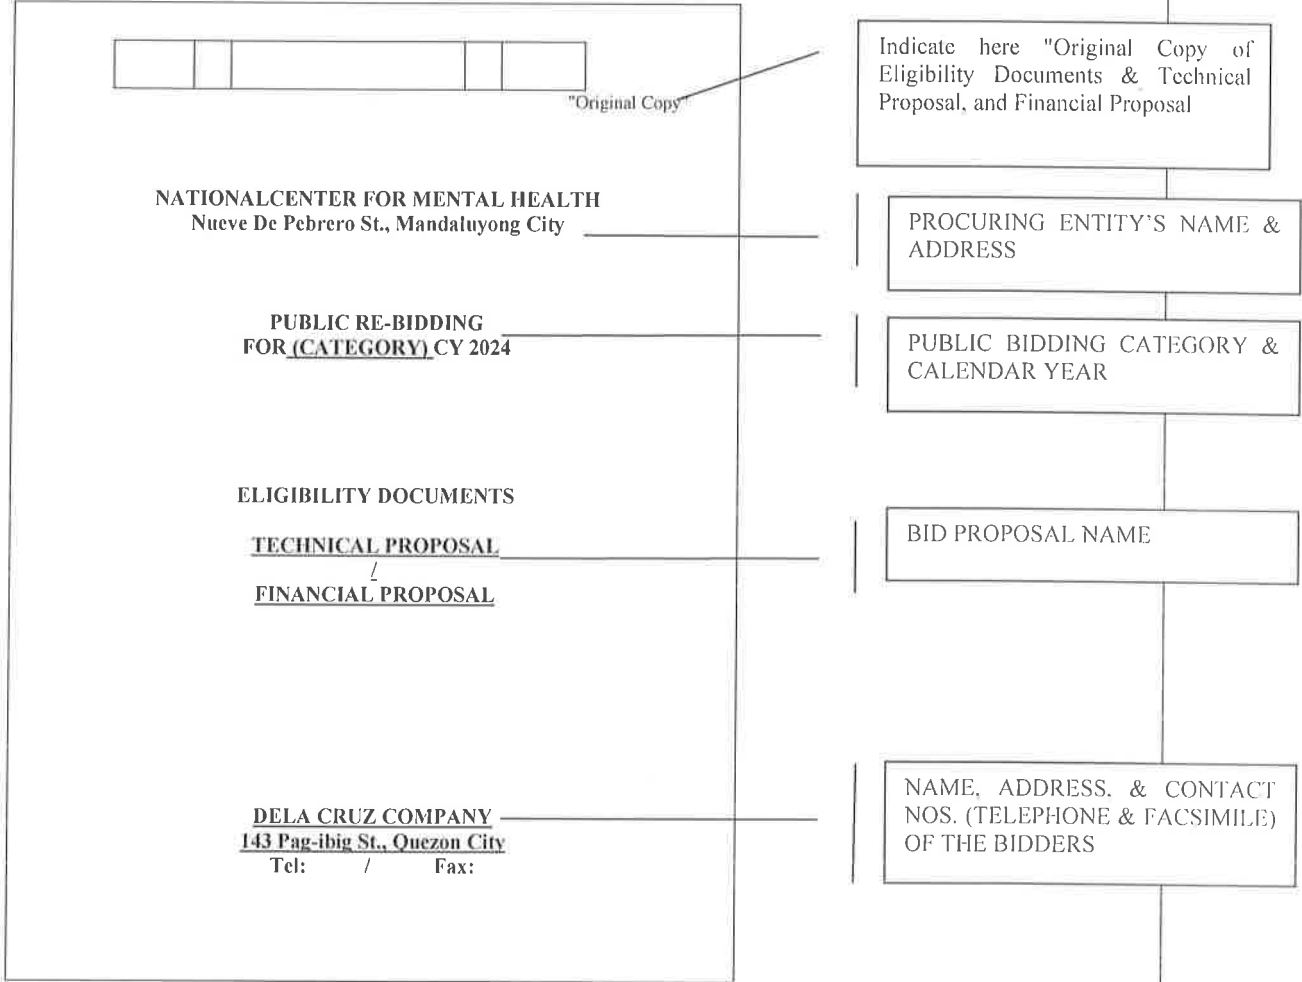 "Original Copy"
Indicate here "Original Copy of
Eligibility Documents & Technical
Proposal, and Financial Proposal
NATIONALCENTER FOR MENTAL HEALTH
Nueve De Pebrero St., Mandaluyong City
PROCURING ENTITY'S NAME &
ADDRESS
PUBLIC RE-BIDDING
FOR (CATEGORY) CY 2024
PUBLIC BIDDING CATEGORY &
CALENDAR YEAR
ELIGIBILITY DOCUMENTS
TECHNICAL PROPOSAL
/
FINANCIAL PROPOSAL
BID PROPOSAL NAME
DELA CRUZ COMPANY
143 Pag-ibig St., Quezon City
Tel: / Fax:
NAME, ADDRESS. & CONTACT
NOS. (TELEPHONE & FACSIMILE)
OF THE BIDDERS